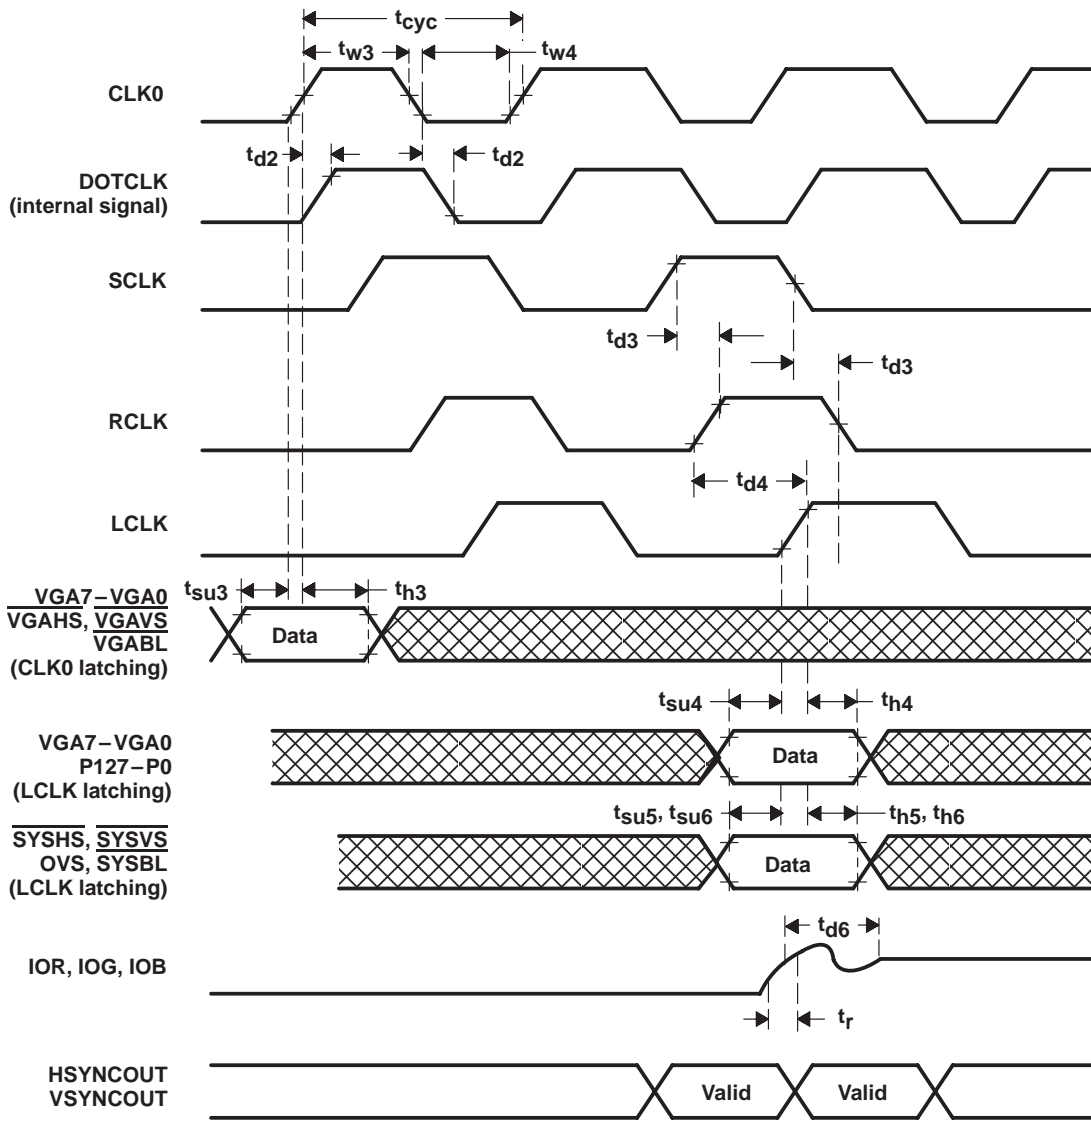 tcyc
tw3
tw4
CLK0
td2
td2
DOTCLK
(internal signal)
SCLK
td3
td3
RCLK
td4
LCLK
tsu3
th3
VGA7–VGA0
VGAHS, VGAVS
VGABL
(CLK0 latching)
Data
tsu4
th4
VGA7–VGA0
P127–P0
(LCLK latching)
Data
tsu5, tsu6
th5, th6
SYSHS, SYSVS
OVS, SYSBL
(LCLK latching)
Data
td6
IOR, IOG, IOB
tr
HSYNCOUT
VSYNCOUT
Valid
Valid